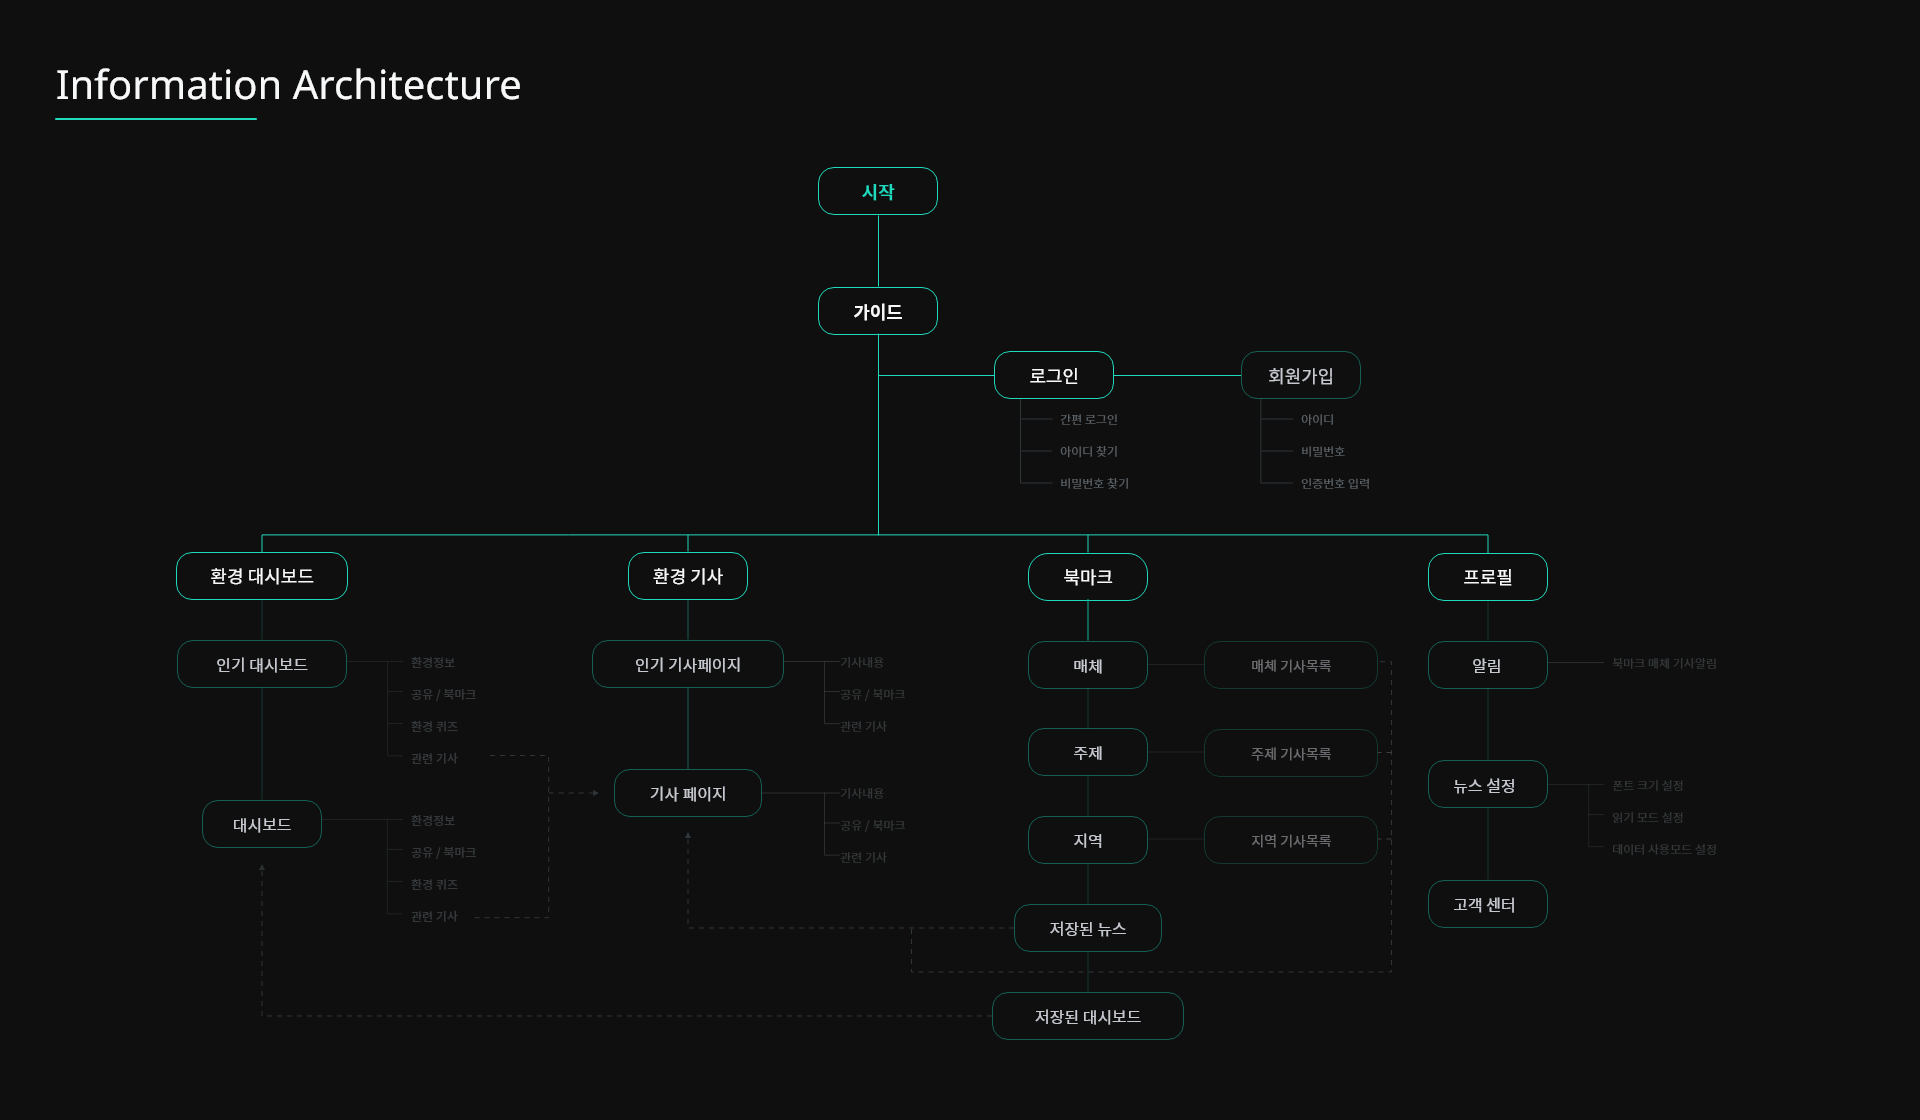 Information Architecture
시작
가이드
로그인
회원가입
간편 로그인
아이디
아이디 찾기
비밀번호
비밀번호 찾기
인증번호 입력
환경 대시보드
환경 기사
북마크
프로필
인기 대시보드
환경정보
공유 / 북마크
환경 퀴즈
관련 기사
대시보드
환경정보
공유 / 북마크
환경 퀴즈
관련 기사
인기 기사페이지
기사내용
공유 / 북마크
관련 기사
기사 페이지
기사내용
공유 / 북마크
관련 기사
매체
매체 기사목록
주제
주제 기사목록
지역
지역 기사목록
저장된 뉴스
저장된 대시보드
알림
북마크 매체 기사알림
뉴스 설정
폰트 크기 설정
읽기 모드 설정
데이터 사용모드 설정
고객 센터